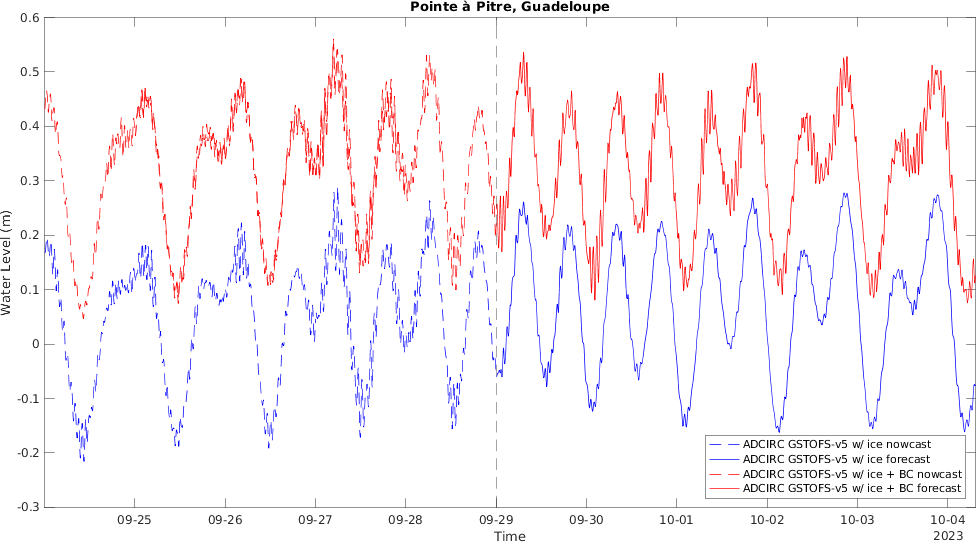 Pointe à Pitre, Guadeloupe
0.6
0.5
0.4
0.3
0.2
0.1
0
-0.1
-0.2
-0.3
Water Level (m)
ADCIRC GSTOFS-v5 w/ ice nowcast
ADCIRC GSTOFS-v5 w/ ice forecast
ADCIRC GSTOFS-v5 w/ ice + BC nowcast
ADCIRC GSTOFS-v5 w/ ice + BC forecast
09-25 09-26 09-27 09-28 09-29 09-30 10-01 10-02 10-03 10-04
2023
Time